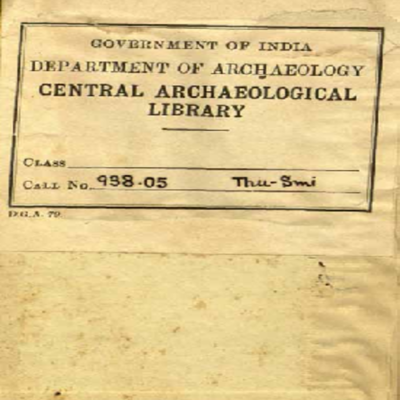 GOVERNMENT OF INDIA
DEPARTMENT OF ARCHAEOLOGY
CENTRAL ARCHAEOLOGICAL
LIBRARY
CLASS
CALL No. 938.05 Thu-Smi
D.G.A. 79.